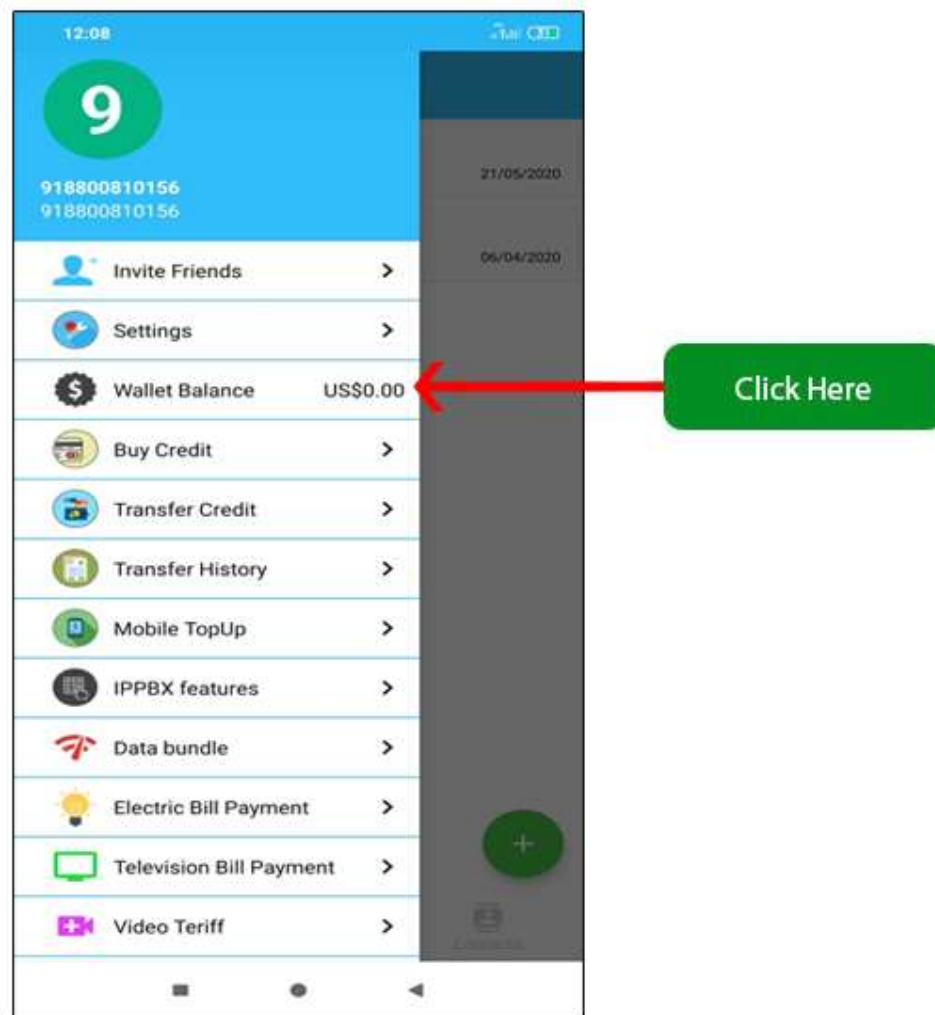 12:08
9
918800810156
918800810156
21/05/2020
06/04/2020
Invite Friends
Settings
Wallet Balance US$0.00
Click Here
Buy Credit
Transfer Credit
Transfer History
Mobile TopUp
IPPBX features
Data bundle
Electric Bill Payment
Television Bill Payment
Video Teriff